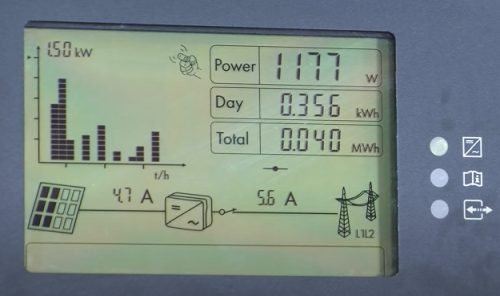 1.50 kW
Power 1177 W
Day 0.356 kWh
Total 0.040 MWh
t/h
4.7 A
5.6 A
L1L2